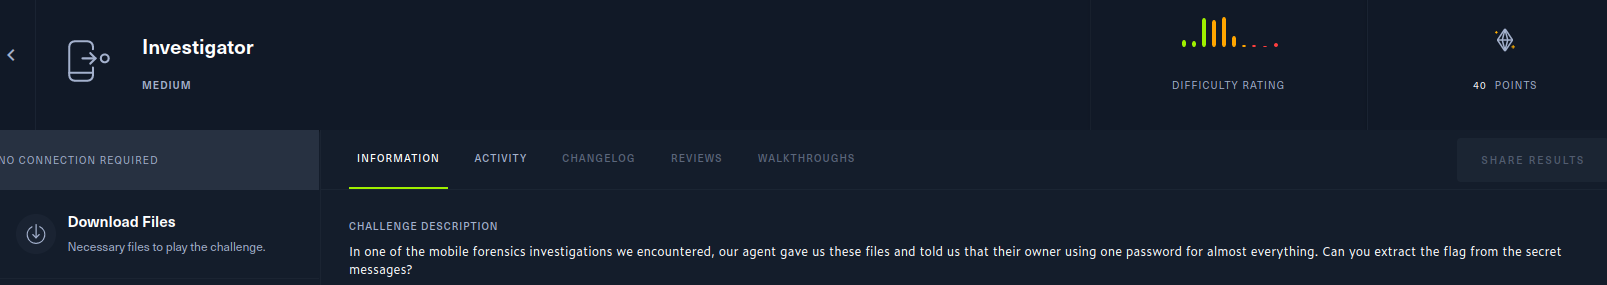 Investigator
MEDIUM
DIFFICULTY RATING
40 POINTS
NO CONNECTION REQUIRED
INFORMATION ACTIVITY CHANGELOG REVIEWS WALKTHROUGHS
SHARE RESULTS
Download Files
Necessary files to play the challenge.
CHALLENGE DESCRIPTION
In one of the mobile forensics investigations we encountered, our agent gave us these files and told us that their owner using one password for almost everything. Can you extract the flag from the secret
messages?